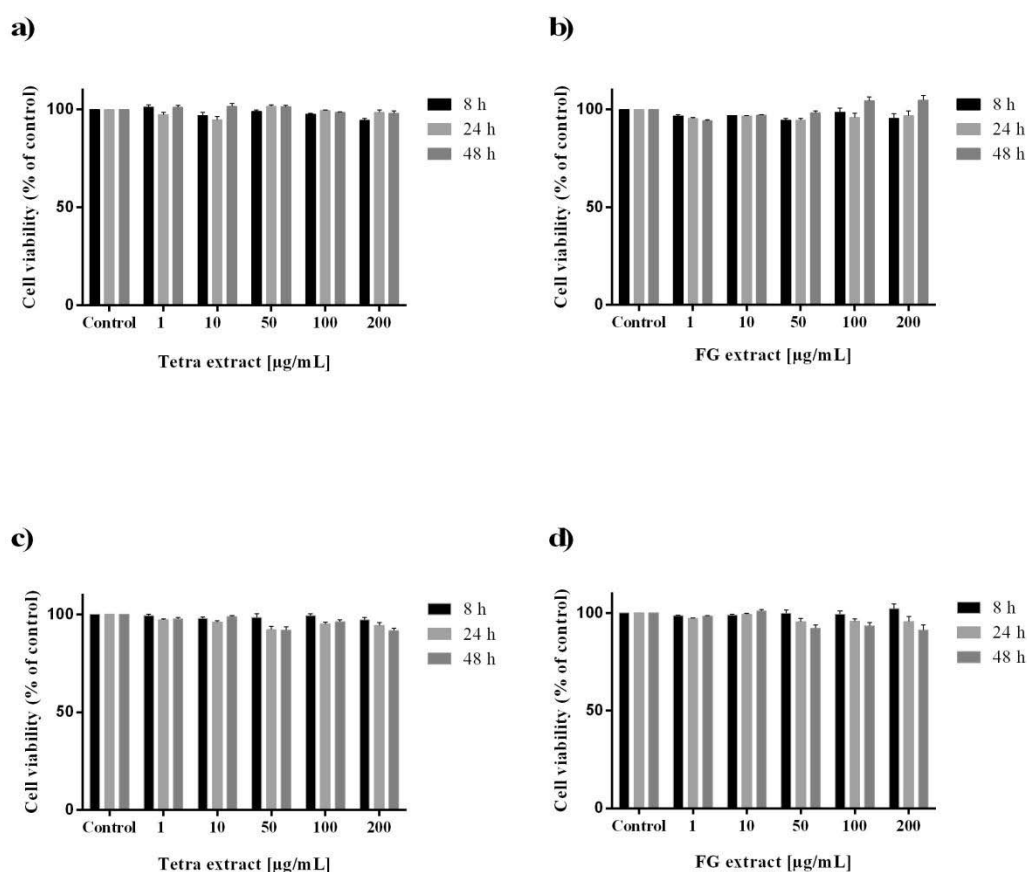 a)
Cell viability (% of control)
100
50
0
Control 1 10 50 100 200
Tetra extract [µg/mL]
8 h
24 h
48 h
b)
Cell viability (% of control)
100
50
0
Control 1 10 50 100 200
FG extract [µg/mL]
8 h
24 h
48 h
c)
Cell viability (% of control)
100
50
0
Control 1 10 50 100 200
Tetra extract [µg/mL]
8 h
24 h
48 h
d)
Cell viability (% of control)
100
50
0
Control 1 10 50 100 200
FG extract [µg/mL]
8 h
24 h
48 h